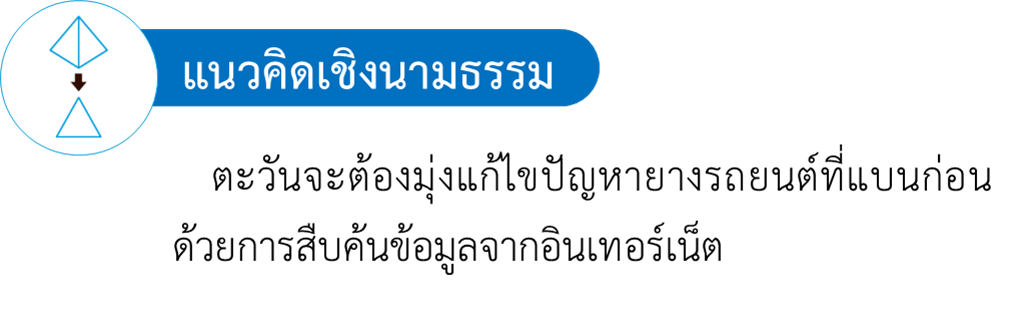 แนวคิดเชิงนามธรรม
ตะวันจะต้องมุ่งแก้ไขปัญหายางรถยนต์ที่แบนก่อน
ด้วยการสืบค้นข้อมูลจากอินเทอร์เน็ต